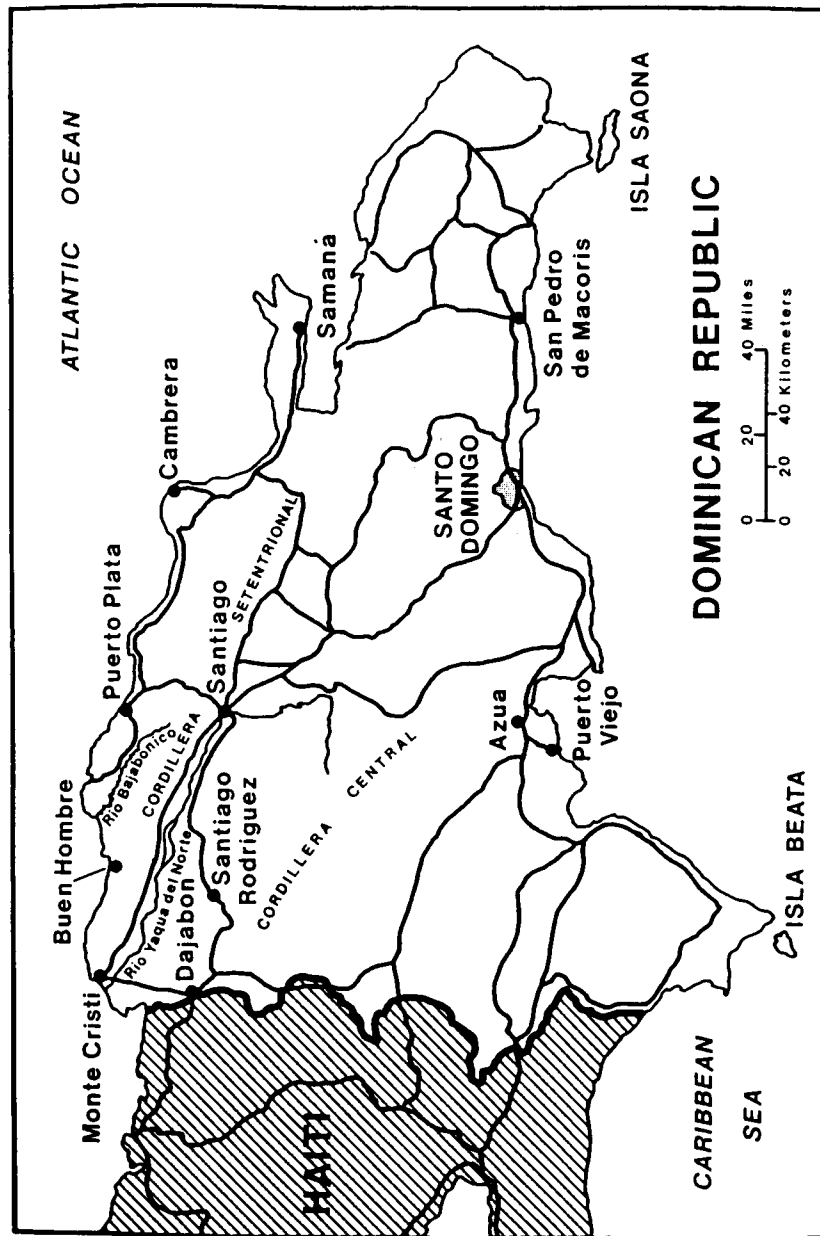 ATLANTIC OCEAN
Monte Cristi
Buen Hombre
Puerto Plata
Cambrera
Samaná
Rio Bajabonico
CORDILLERA
SETENTRIONAL
Rio Yaqua del Norte
Dajabon
Santiago
Santiago
Rodriguez
CORDILLERA CENTRAL
HAITI
SANTO
DOMINGO
Azua
Puerto
Viejo
San Pedro
de Macoris
ISLA SAONA
ISLA BEATA
CARIBBEAN
SEA
DOMINICAN REPUBLIC
0 20 40 Miles
0 20 40 Kilometers